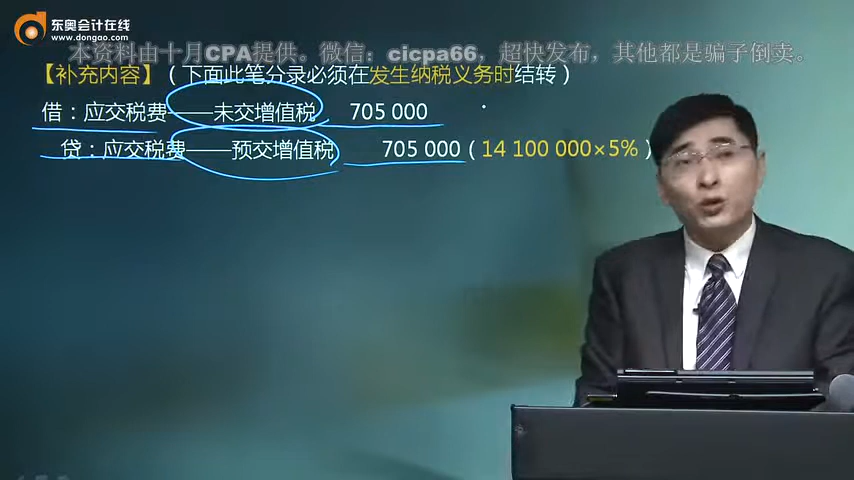 东奥会计在线
www.dongao.com
本资料由十月CPA提供。微信：cicpa66，超快发布，其他都是骗子倒卖。
【补充内容】（下面此笔分录必须在发生纳税义务时结转）
借：应交税费——未交增值税 705 000
贷：应交税费——预交增值税 705 000（14 100 000×5%）